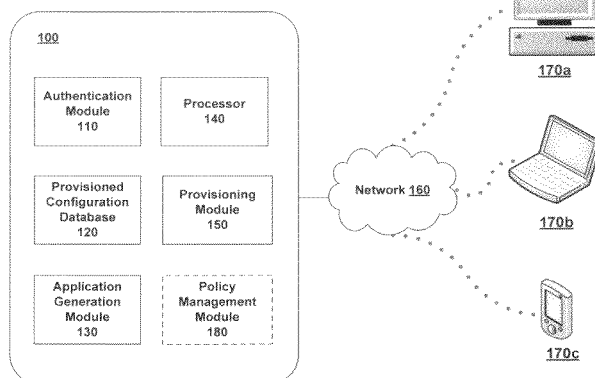 100
Authentication
Module
110
Processor
140
Provisioned
Configuration
Database
120
Provisioning
Module
150
Application
Generation
Module
130
Policy
Management
Module
180
Network 160
170a
170b
170c